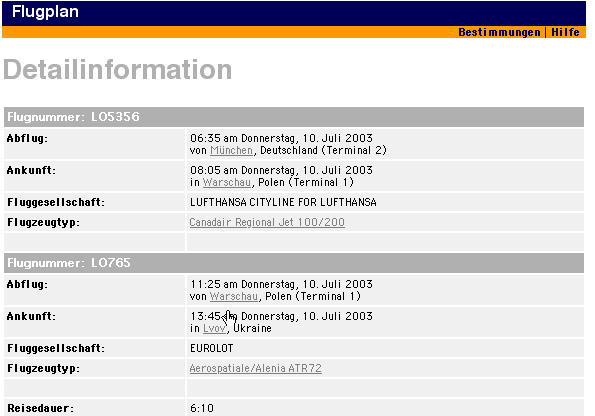 Flugplan
Bestimmungen | Hilfe
Detailinformation
Flugnummer: LO5356
Abflug: 06:35 am Donnerstag, 10. Juli 2003
von München, Deutschland (Terminal 2)
Ankunft: 08:05 am Donnerstag, 10. Juli 2003
in Warschau, Polen (Terminal 1)
Fluggesellschaft: LUFTHANSA CITYLINE FOR LUFTHANSA
Flugzeugtyp: Canadair Regional Jet 100/200
Flugnummer: LO765
Abflug: 11:25 am Donnerstag, 10. Juli 2003
von Warschau, Polen (Terminal 1)
Ankunft: 13:45 am Donnerstag, 10. Juli 2003
in Lvov, Ukraine
Fluggesellschaft: EUROLOT
Flugzeugtyp: Aerospatiale/Alenia ATR72
Reisedauer: 6:10